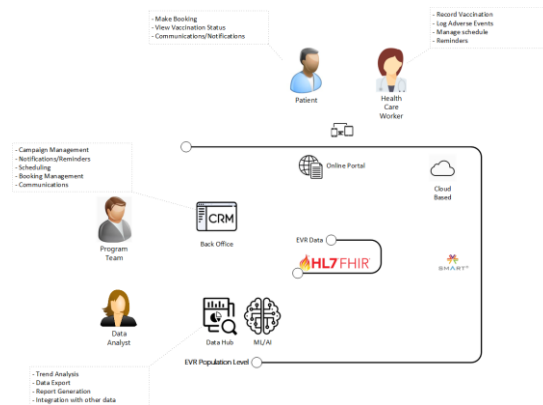 - Make Booking
- View Vaccination Status
- Communications/Notifications
- Record Vaccination
- Log Adverse Events
- Manage schedule
- Reminders
Patient
Health
Care
Worker
Online Portal
Cloud
Based
- Campaign Management
- Notifications/Reminders
- Scheduling
- Booking Management
- Communications
Program
Team
CRM
Back Office
EVR Data
HL7 FHIR
SMART
Data
Analyst
Data Hub
ML/AI
EVR Population Level
- Trend Analysis
- Data Export
- Report Generation
- Integration with other data